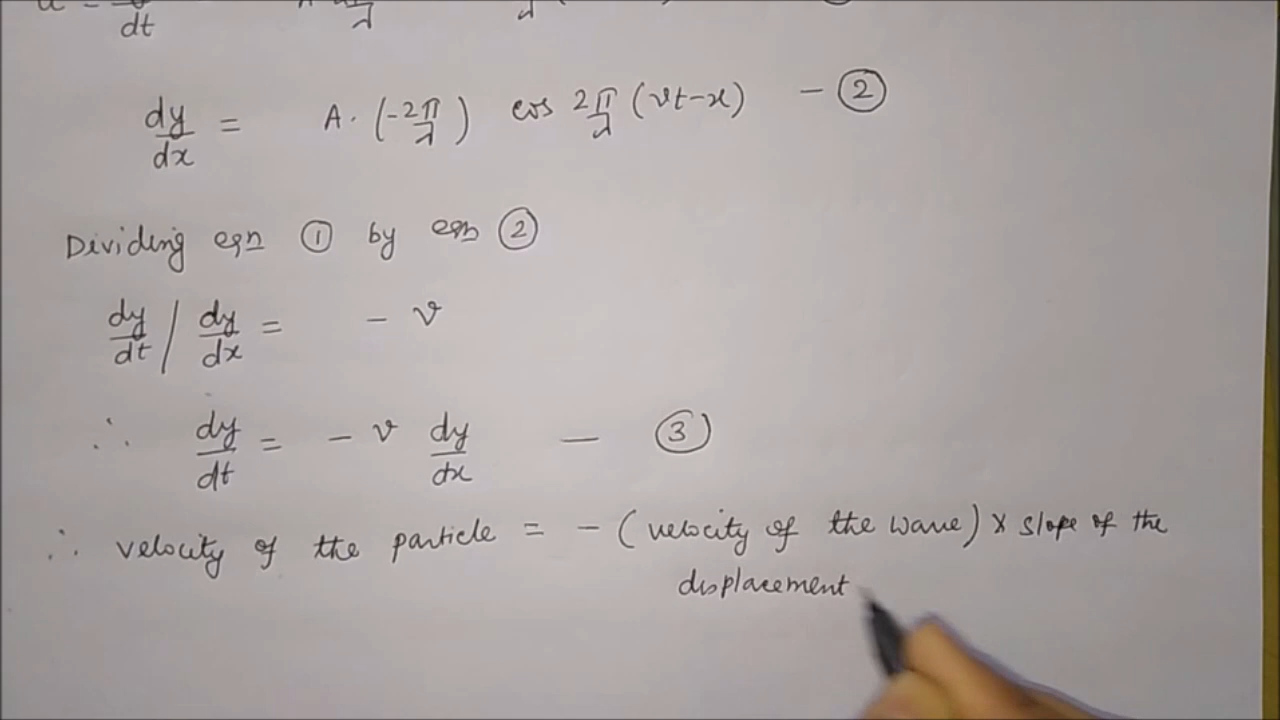 dt λ λ
dy/dx = A. (-2π/λ) cos 2π/λ (vt-x) - ②
Dividing eqn ① by eqn ②
dy/dt / dy/dx = - v
∴ dy/dt = - v dy/dx — ③
∴ velocity of the particle = - (velocity of the wave) x slope of the
displacement